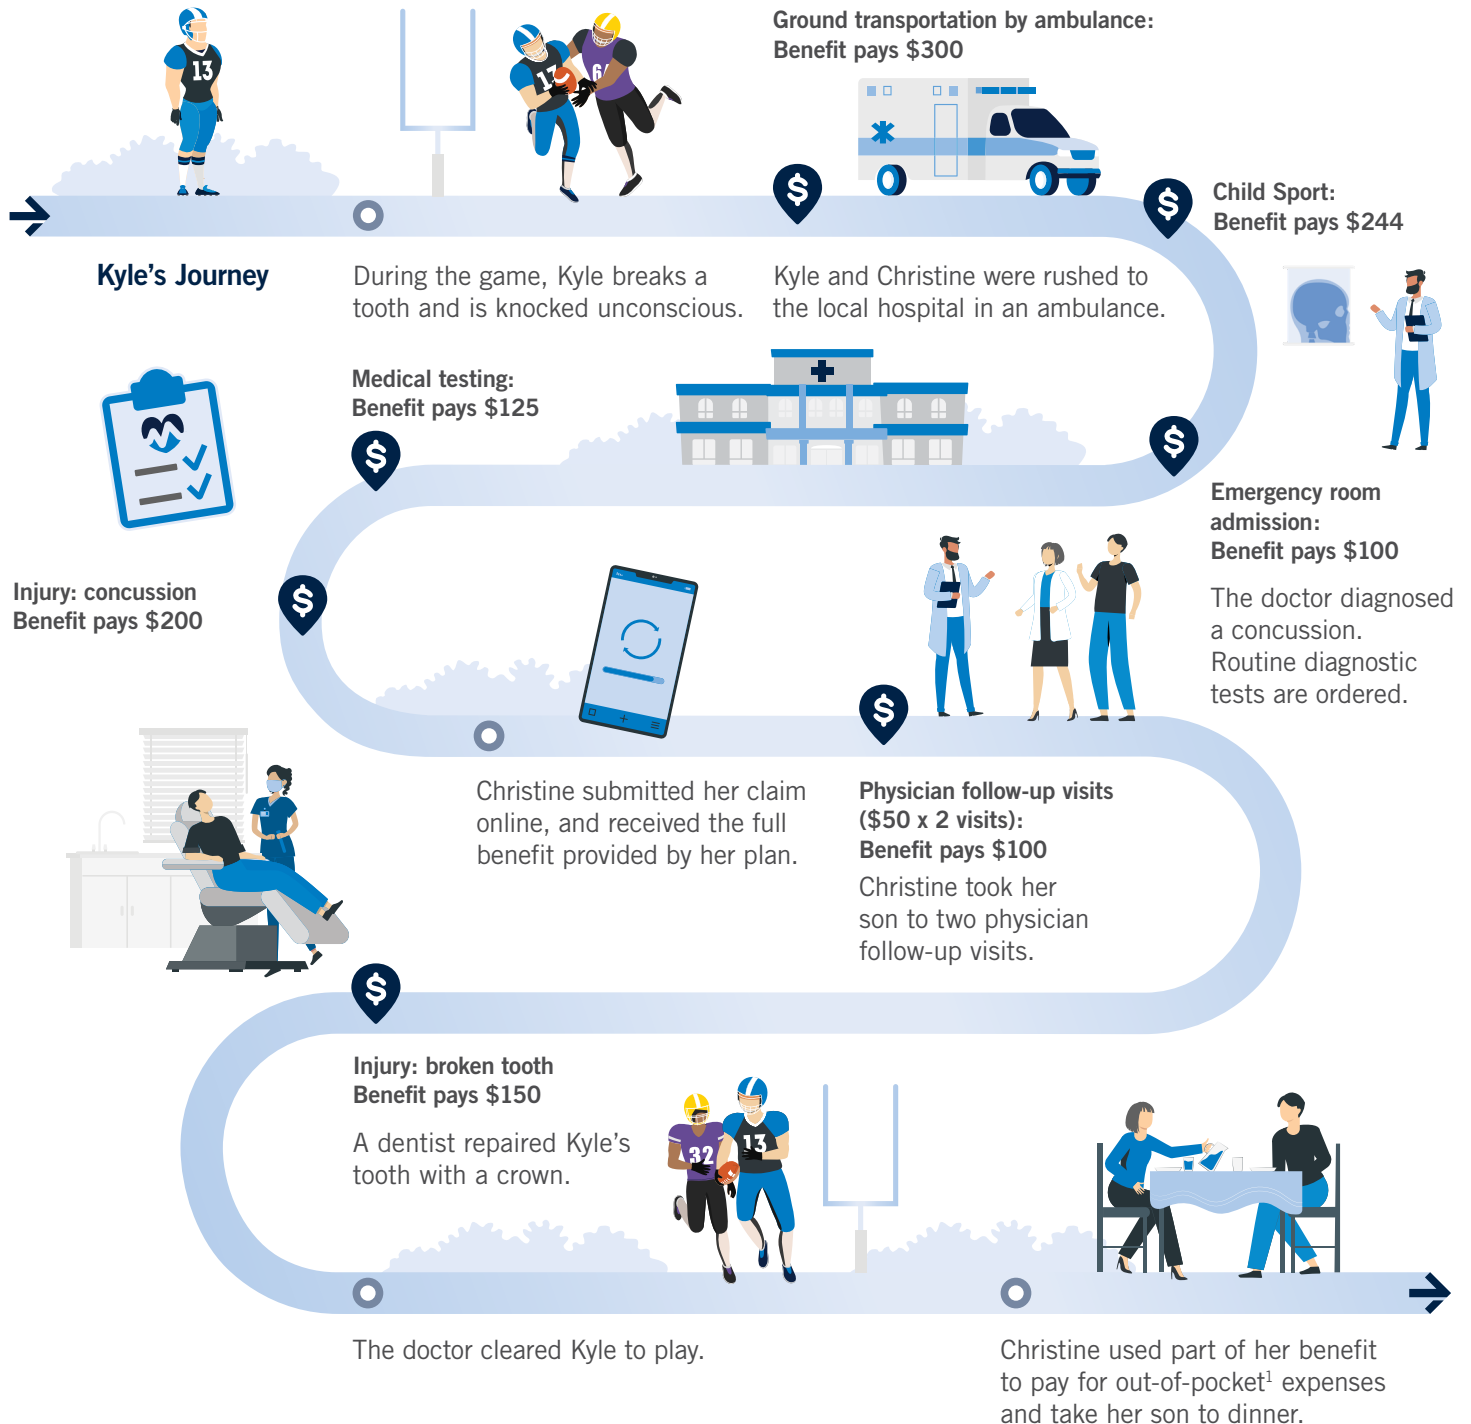 13
17
64
Ground transportation by ambulance:
Benefit pays $300
$
$
Child Sport:
Benefit pays $244
Kyle's Journey
During the game, Kyle breaks a
tooth and is knocked unconscious.
Kyle and Christine were rushed to
the local hospital in an ambulance.
Medical testing:
Benefit pays $125
$
$
Emergency room
admission:
Benefit pays $100
The doctor diagnosed
a concussion.
Routine diagnostic
tests are ordered.
Injury: concussion
Benefit pays $200
$
$
Christine submitted her claim
online, and received the full
benefit provided by her plan.
Physician follow-up visits
($50 x 2 visits):
Benefit pays $100
Christine took her
son to two physician
follow-up visits.
$
Injury: broken tooth
Benefit pays $150
A dentist repaired Kyle's
tooth with a crown.
32
13
The doctor cleared Kyle to play.
Christine used part of her benefit
to pay for out-of-pocket¹ expenses
and take her son to dinner.